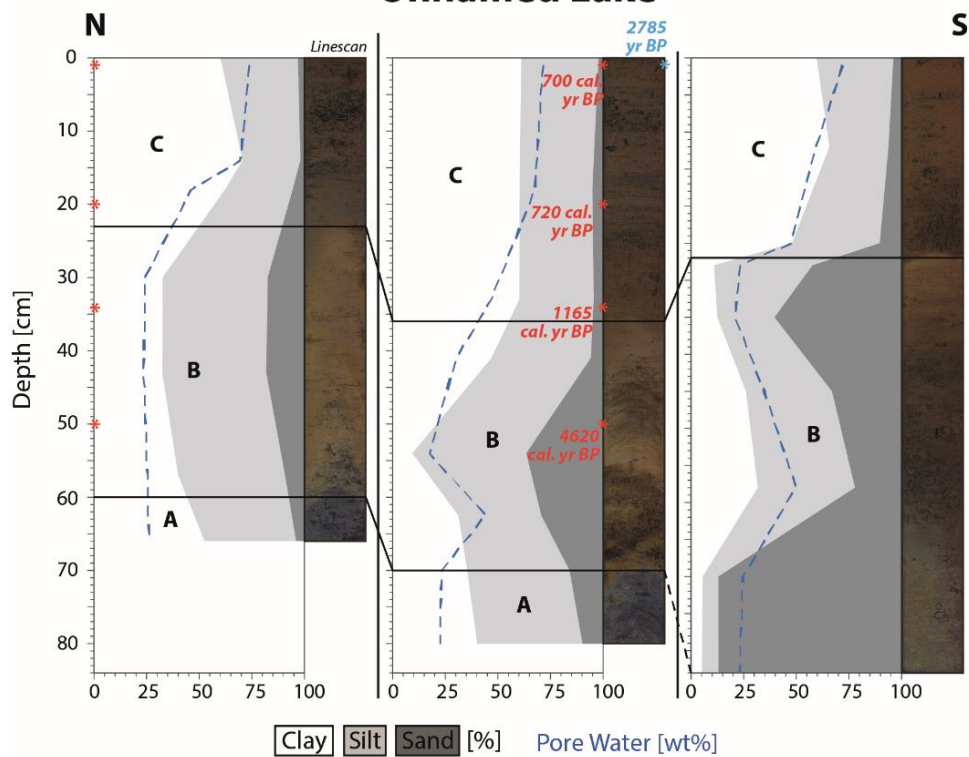 Unnamed Lake
N
S
Linescan
2785
yr BP
0
10
20
30
40
50
60
70
80
Depth [cm]
C
B
A
0 25 50 75 100
C
700 cal.
yr BP
720 cal.
yr BP
1165
cal. yr BP
B
4620
cal. yr BP
A
0 25 50 75 100
C
B
0 25 50 75 100
Clay Silt Sand [%] Pore Water [wt%]